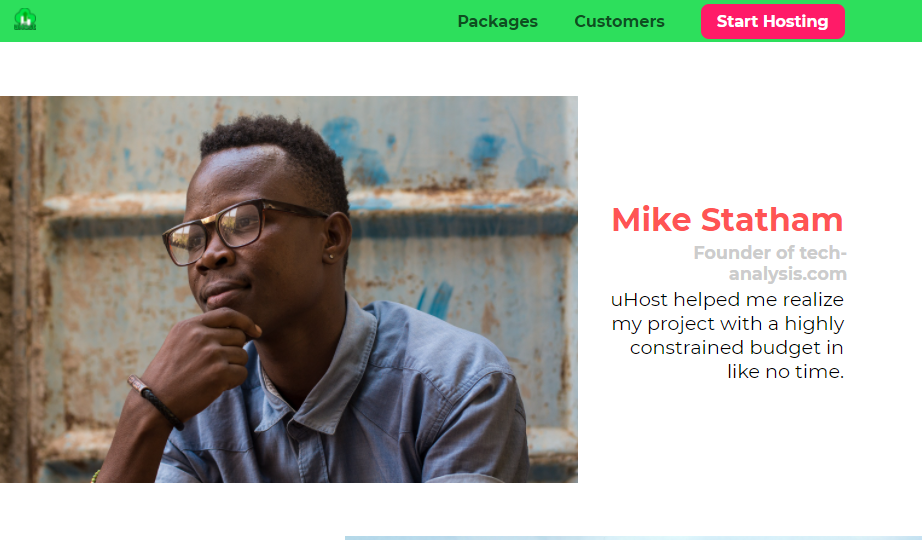 Packages Customers Start Hosting
Mike Statham
Founder of tech-
analysis.com
uHost helped me realize
my project with a highly
constrained budget in
like no time.